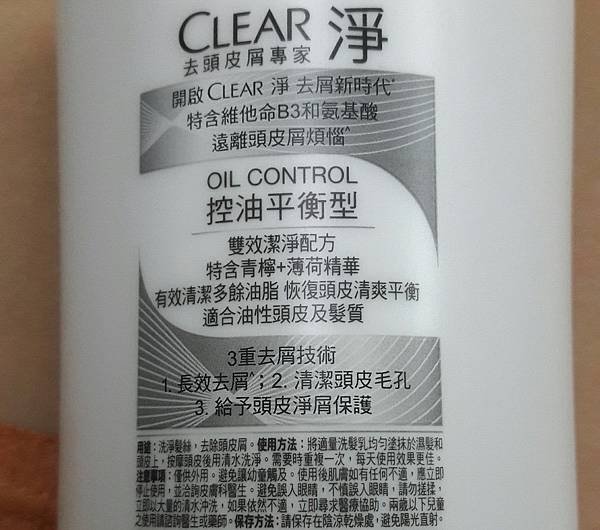 CLEAR 淨
去頭皮屑專家
開啟 CLEAR 淨 去屑新時代*
特含維他命B3和氨基酸
遠離頭皮屑煩惱^
OIL CONTROL
控油平衡型
雙效潔淨配方
特含青檸+薄荷精華
有效清潔多餘油脂 恢復頭皮清爽平衡
適合油性頭皮及髮質
3重去屑技術
1. 長效去屑^；2. 清潔頭皮毛孔
3. 給予頭皮淨屑保護
用途：洗淨髮絲，去除頭皮屑。使用方法：將適量洗髮乳均勻塗抹於濕髮和
頭皮上，按摩頭皮後用清水洗淨。需要時重複一次，每天使用效果更佳。
注意事項：僅供外用。避免讓幼童觸及。使用後肌膚如有任何不適，應立即
停止使用，並洽詢皮膚科醫生。避免誤入眼睛，不慎誤入眼睛，請勿搓揉，
立即以大量的清水沖洗，如果依然不適，立即尋求醫療協助。兩歲以下兒童
之使用請諮詢醫生或藥師。保存方法：請保存在陰涼乾燥處，避免陽光直射。